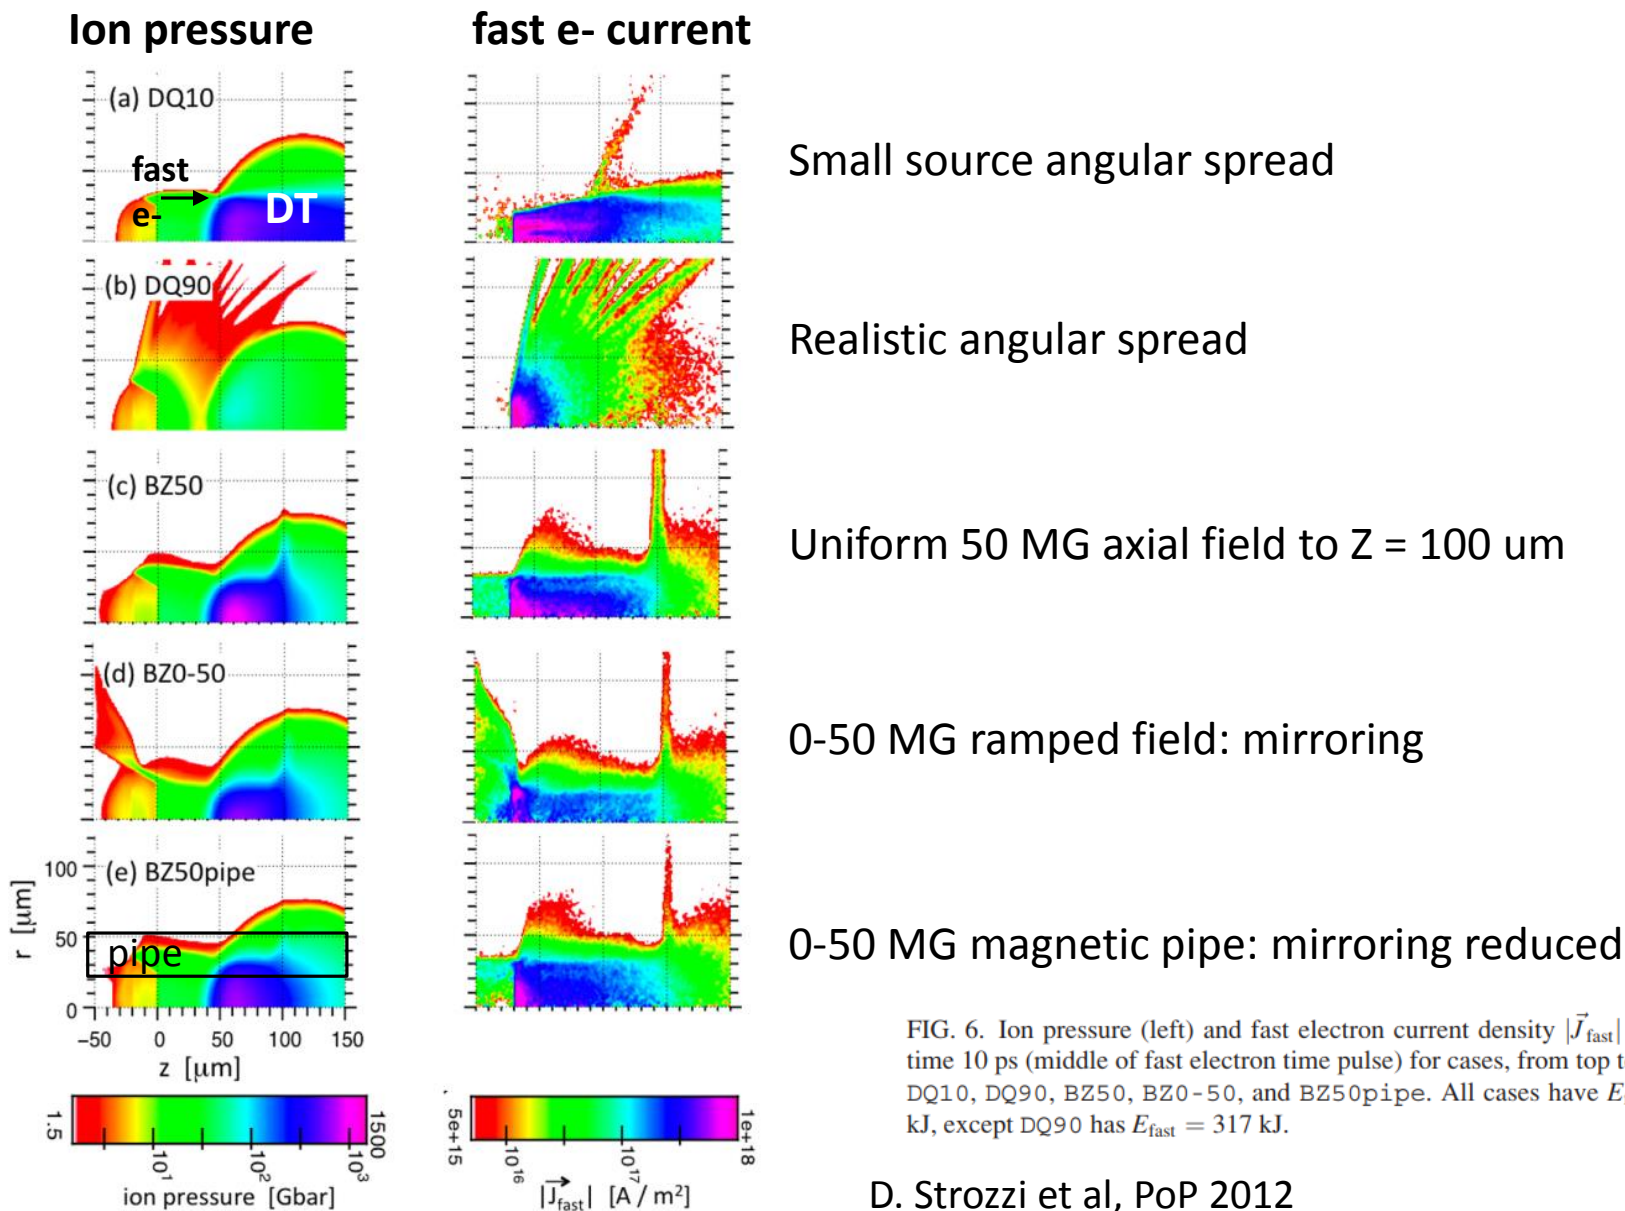 Ion pressure
fast e- current
(a) DQ10
fast
e-
DT
Small source angular spread
(b) DQ90
Realistic angular spread
(c) BZ50
Uniform 50 MG axial field to Z = 100 um
(d) BZ0-50
0-50 MG ramped field: mirroring
(e) BZ50pipe
pipe
0-50 MG magnetic pipe: mirroring reduced
100
50
0
r [μm]
-50 0 50 100 150
z [μm]
1.5 10¹ 10² 10³ 1500
ion pressure [Gbar]
5e+15 10¹⁶ 10¹⁷ 1e+18
|J⃗fast| [A / m²]
FIG. 6. Ion pressure (left) and fast electron current density |J⃗fast|
time 10 ps (middle of fast electron time pulse) for cases, from top t
DQ10, DQ90, BZ50, BZ0-50, and BZ50pipe. All cases have E
kJ, except DQ90 has Efast = 317 kJ.
D. Strozzi et al, PoP 2012